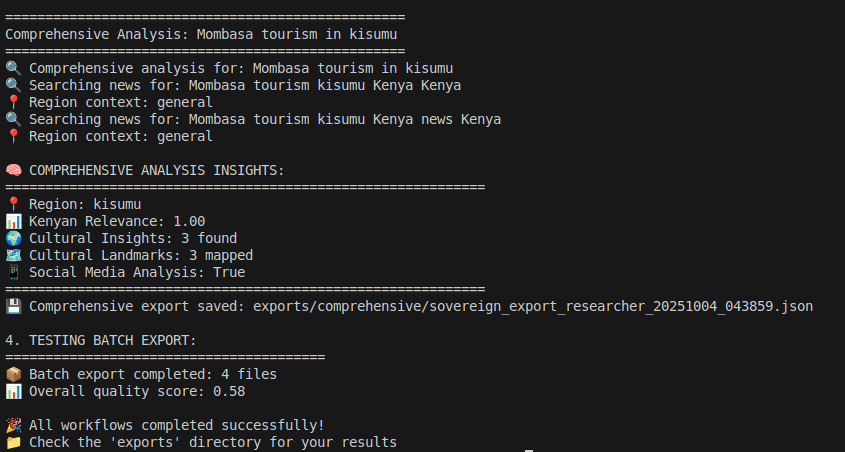 ==================================================
Comprehensive Analysis: Mombasa tourism in kisumu
==================================================
🔍 Comprehensive analysis for: Mombasa tourism in kisumu
🔍 Searching news for: Mombasa tourism kisumu Kenya Kenya
📍 Region context: general
🔍 Searching news for: Mombasa tourism kisumu Kenya news Kenya
📍 Region context: general
🧠 COMPREHENSIVE ANALYSIS INSIGHTS:
============================================================
📍 Region: kisumu
📊 Kenyan Relevance: 1.00
🌍 Cultural Insights: 3 found
🗺️ Cultural Landmarks: 3 mapped
📱 Social Media Analysis: True
============================================================
💾 Comprehensive export saved: exports/comprehensive/sovereign_export_researcher_20251004_043859.json
4. TESTING BATCH EXPORT:
========================================
📦 Batch export completed: 4 files
📊 Overall quality score: 0.58
🎉 All workflows completed successfully!
📁 Check the 'exports' directory for your results